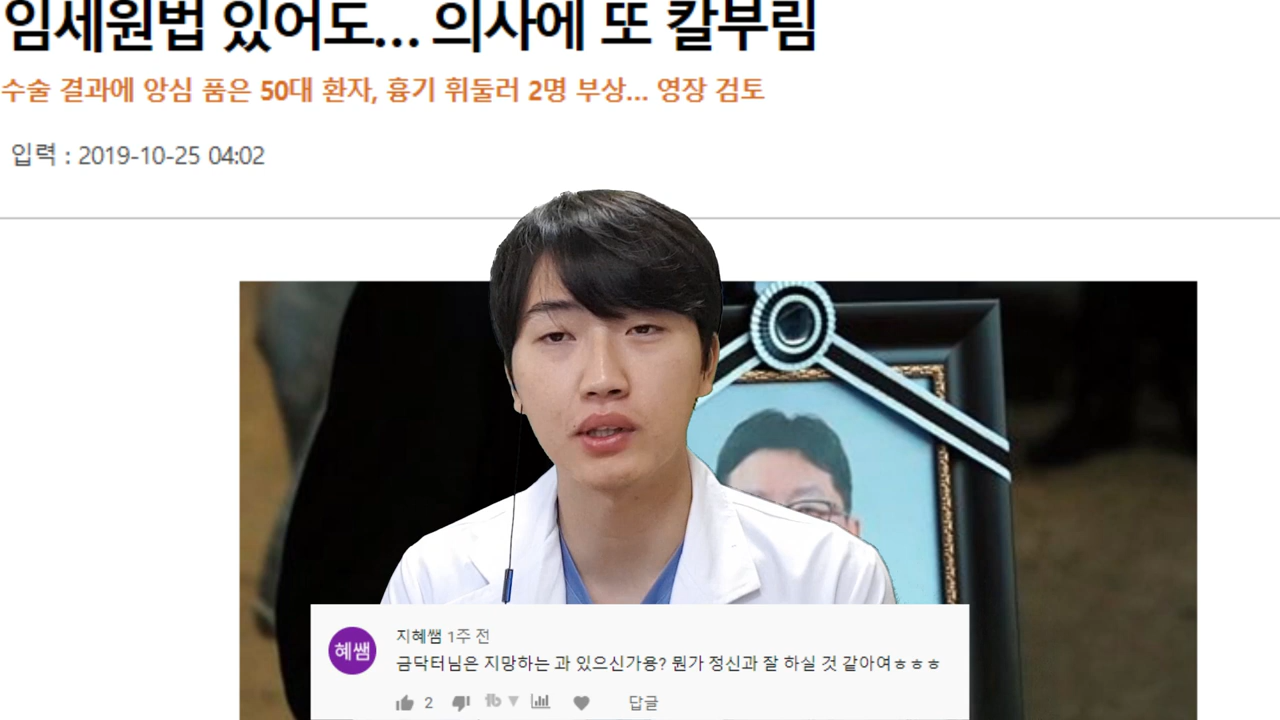 임세원법 있어도... 의사에 또 칼부림
수술 결과에 앙심 품은 50대 환자, 흉기 휘둘러 2명 부상... 영장 검토
입력 : 2019-10-25 04:02
혜쌤
지혜쌤 1주 전
금닥터님은 지망하는 과 있으신가용? 뭔가 정신과 잘 하실 것 같아여ㅎㅎㅎ
2
tb
답글